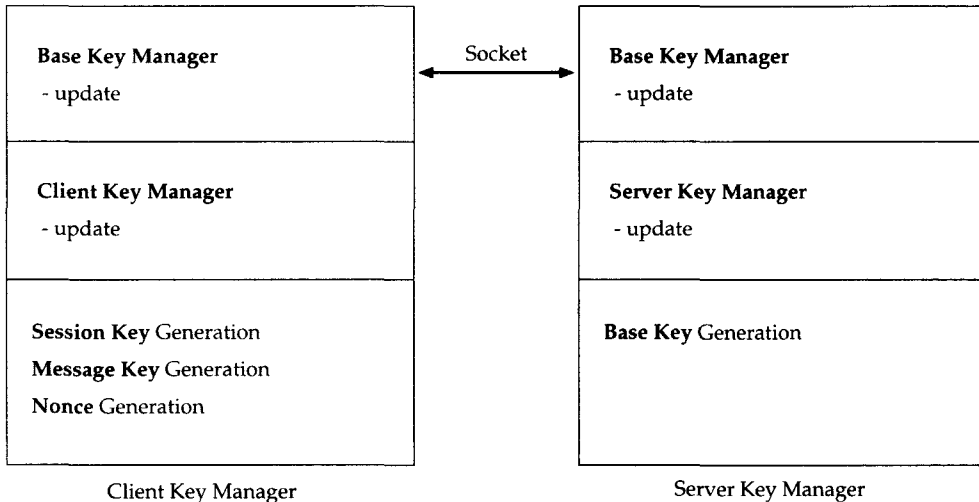 Base Key Manager
- update
Client Key Manager
- update
Session Key Generation
Message Key Generation
Nonce Generation
Client Key Manager
Socket
Base Key Manager
- update
Server Key Manager
- update
Base Key Generation
Server Key Manager